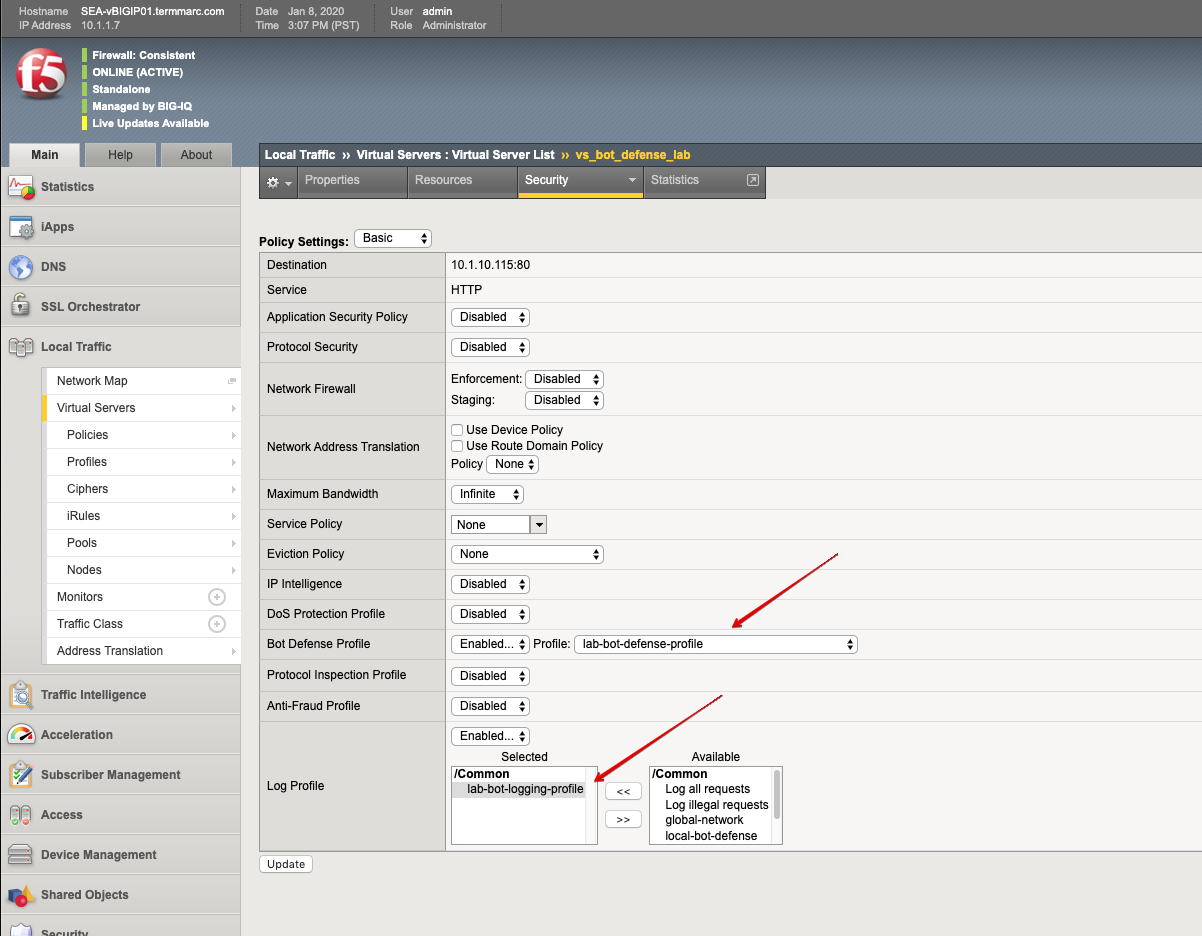 Hostname SEA-vBIGIP01.termmarc.com Date Jan 8, 2020 User admin
IP Address 10.1.1.7 Time 3:07 PM (PST) Role Administrator
f5
Firewall: Consistent
ONLINE (ACTIVE)
Standalone
Managed by BIG-IQ
Live Updates Available
Main Help About
Statistics
iApps
DNS
SSL Orchestrator
Local Traffic
Network Map
Virtual Servers
Policies
Profiles
Ciphers
iRules
Pools
Nodes
Monitors
Traffic Class
Address Translation
Traffic Intelligence
Acceleration
Subscriber Management
Access
Device Management
Shared Objects
Security
Local Traffic ›› Virtual Servers : Virtual Server List ›› vs_bot_defense_lab
Properties Resources Security Statistics
Policy Settings: Basic
Destination 10.1.10.115:80
Service HTTP
Application Security Policy Disabled
Protocol Security Disabled
Network Firewall
Enforcement: Disabled
Staging: Disabled
Network Address Translation
Use Device Policy
Use Route Domain Policy
Policy None
Maximum Bandwidth Infinite
Service Policy None
Eviction Policy None
IP Intelligence Disabled
DoS Protection Profile Disabled
Bot Defense Profile Enabled... Profile: lab-bot-defense-profile
Protocol Inspection Profile Disabled
Anti-Fraud Profile Disabled
Log Profile
Enabled...
Selected
/Common
lab-bot-logging-profile
<<
>>
Available
/Common
Log all requests
Log illegal requests
global-network
local-bot-defense
Update